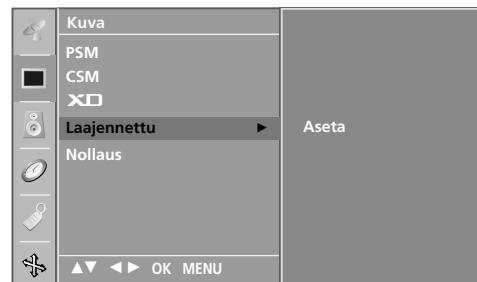 Kuva
PSM
CSM
XD
Laajennettu ► Aseta
Nollaus
▲▼ ◄► OK MENU